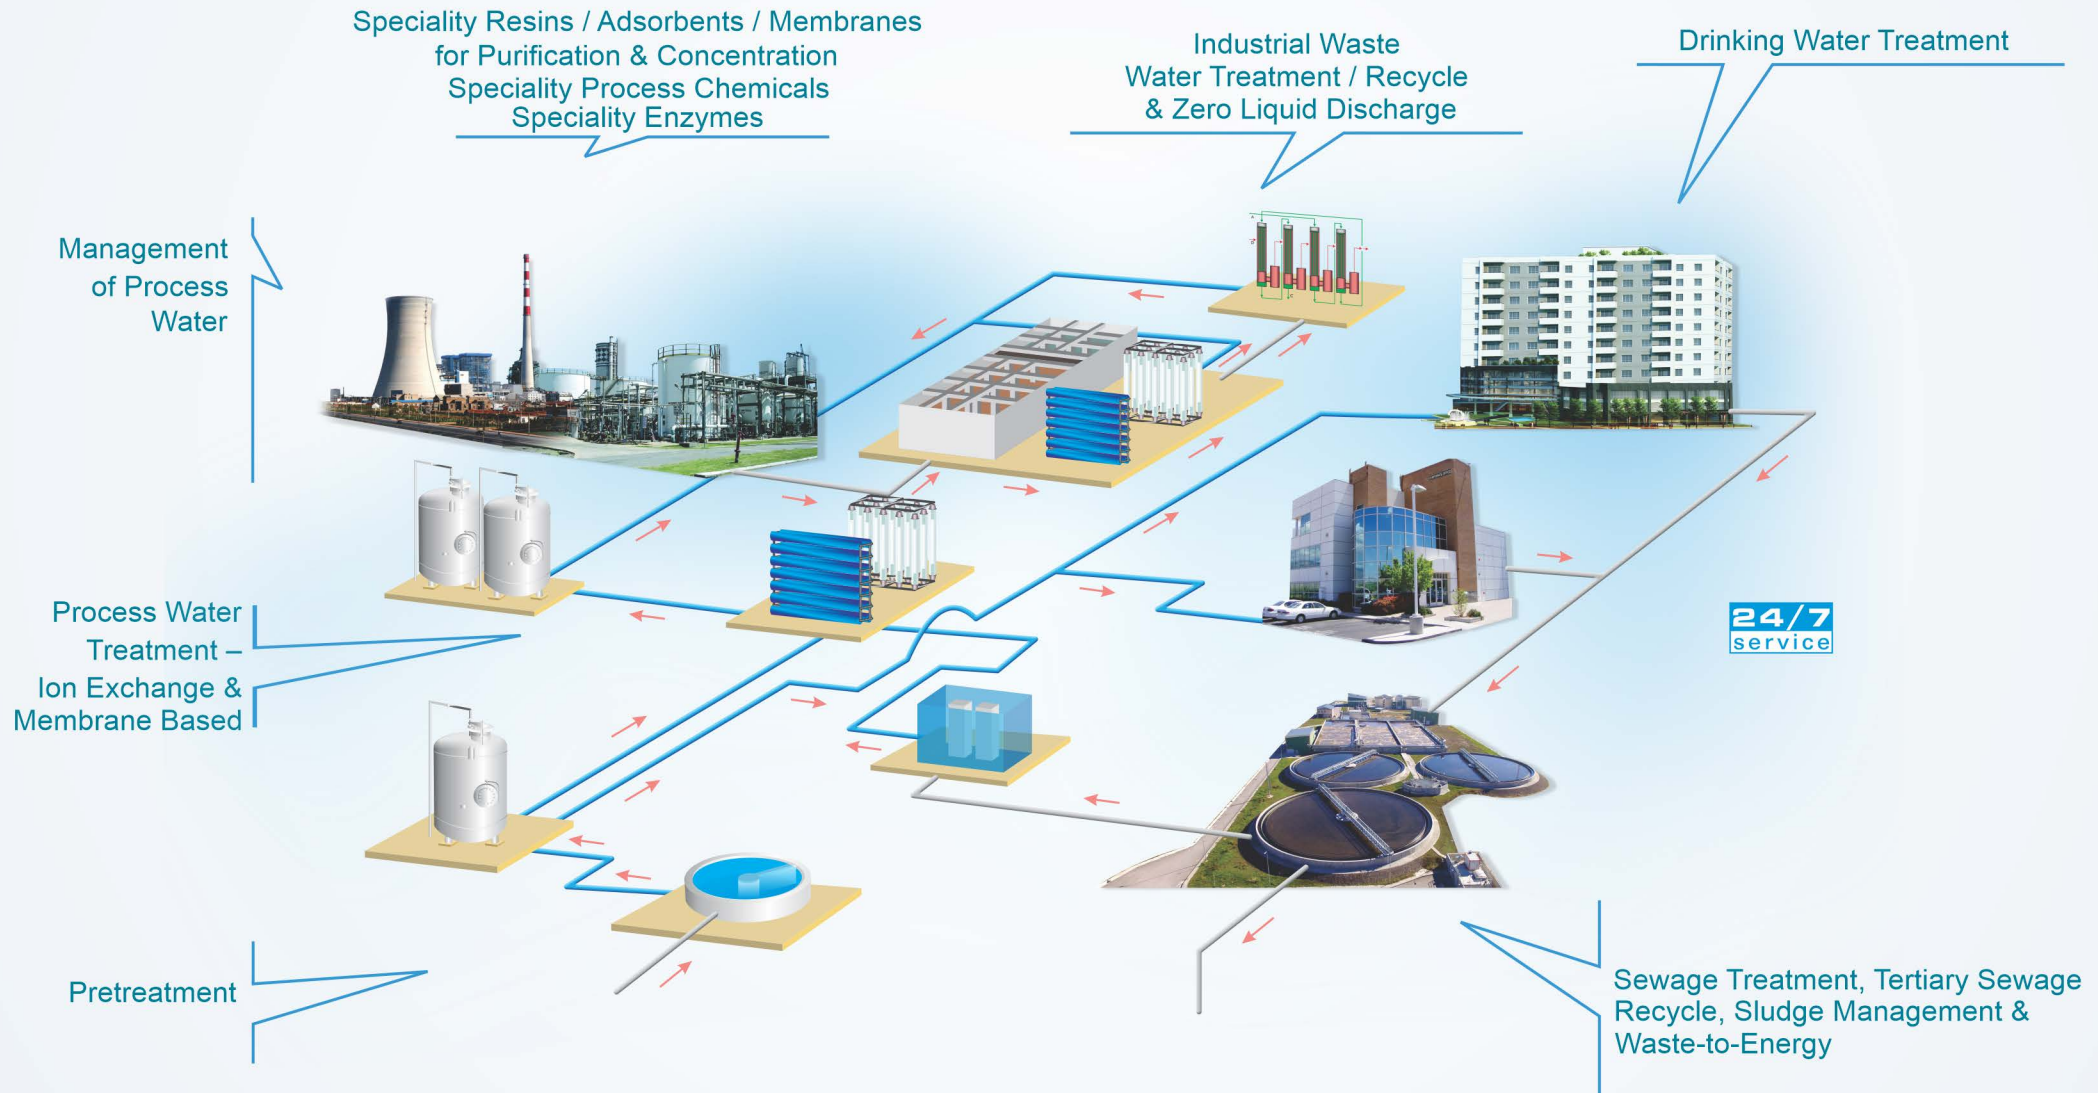 Speciality Resins / Adsorbents / Membranes
for Purification & Concentration
Speciality Process Chemicals
Speciality Enzymes
Industrial Waste
Water Treatment / Recycle
& Zero Liquid Discharge
Drinking Water Treatment
Management
of Process
Water
Process Water
Treatment –
Ion Exchange &
Membrane Based
24/7
service
Pretreatment
Sewage Treatment, Tertiary Sewage
Recycle, Sludge Management &
Waste-to-Energy